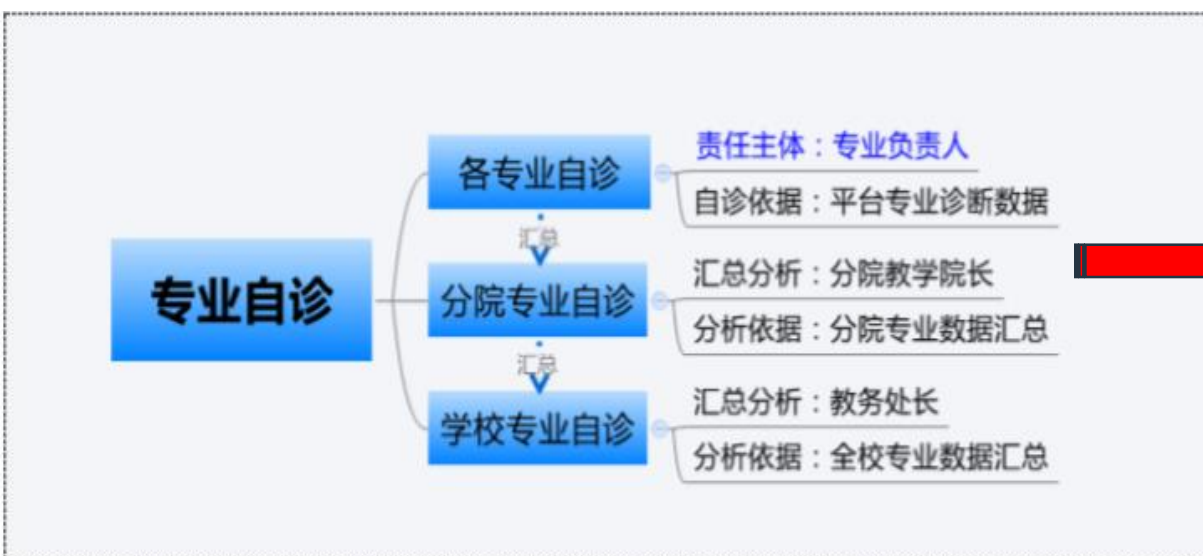 专业自诊
各专业自诊
责任主体：专业负责人
自诊依据：平台专业诊断数据
汇总
分院专业自诊
汇总分析：分院教学院长
分析依据：分院专业数据汇总
汇总
学校专业自诊
汇总分析：教务处长
分析依据：全校专业数据汇总